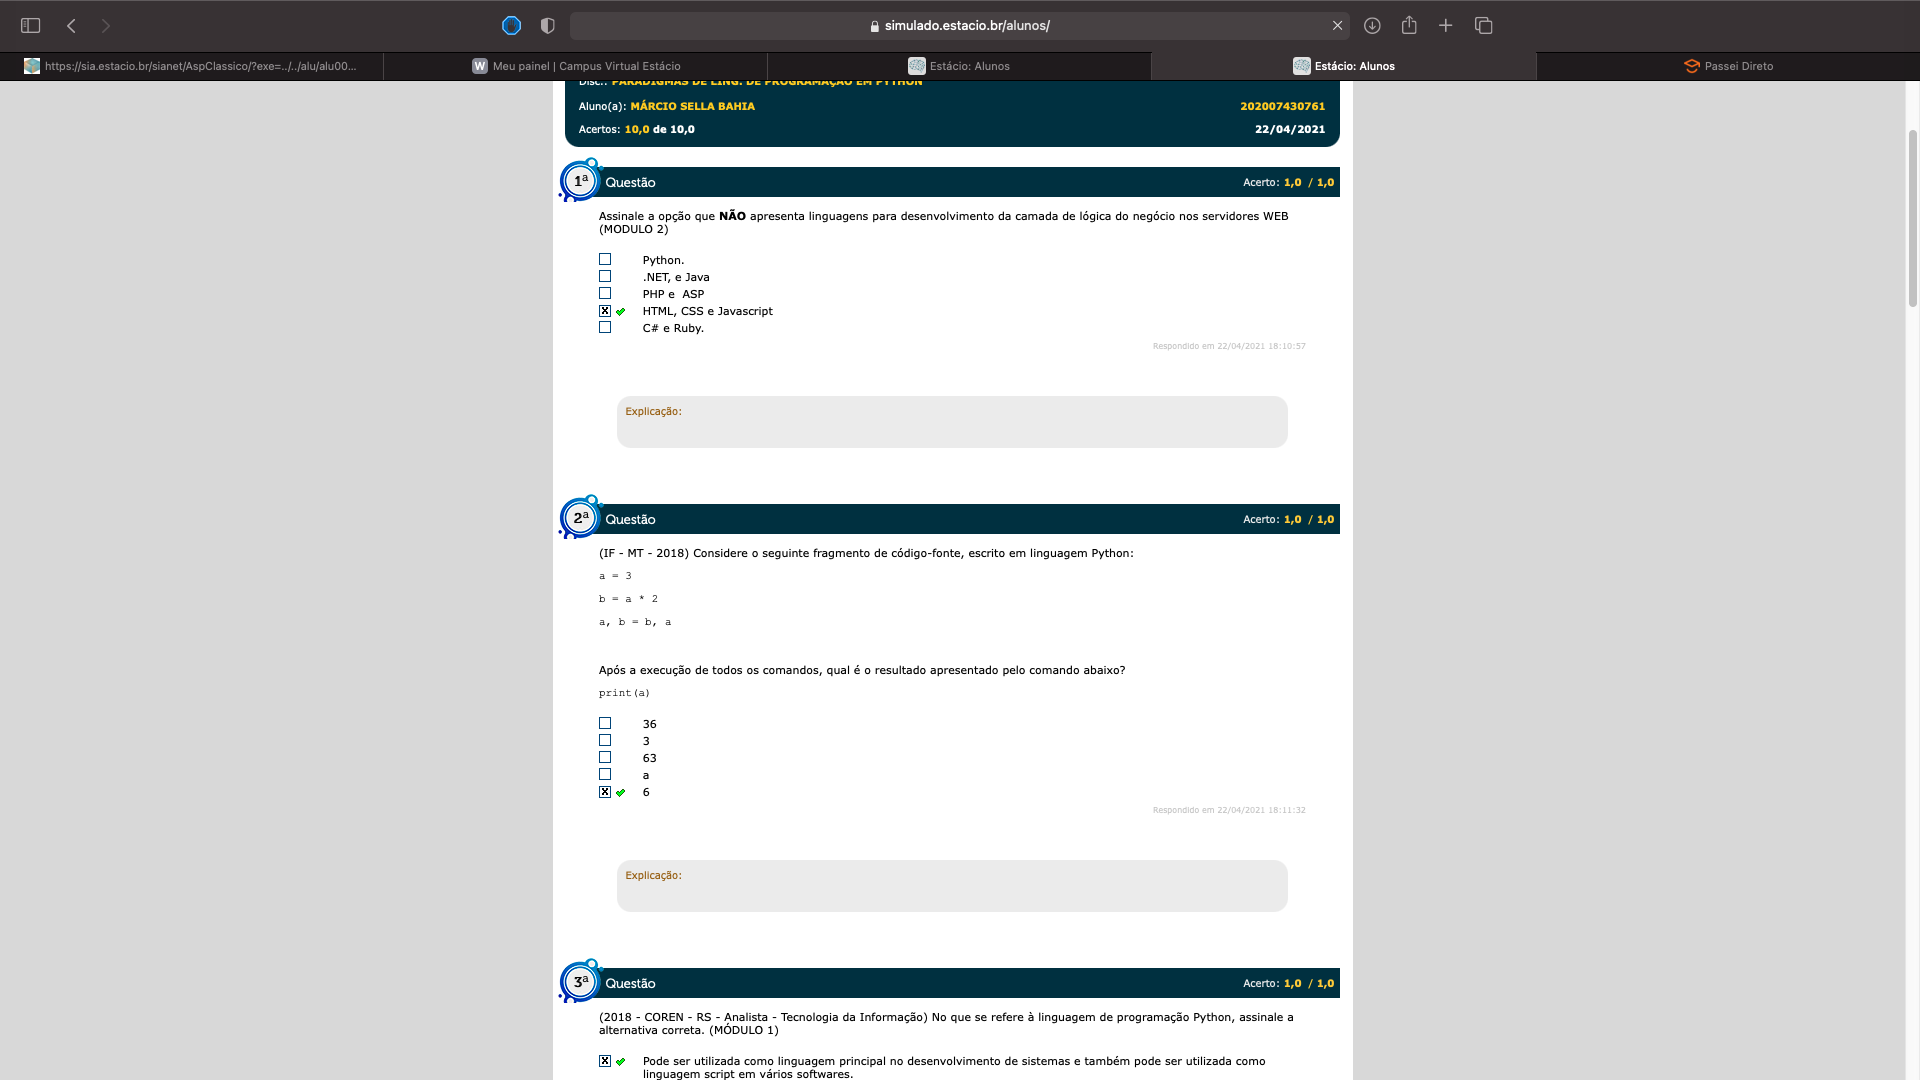 simulado.estacio.br/alunos/
https://sia.estacio.br/sianet/AspClassico/?exe=../../alu/alu00...
W Meu painel | Campus Virtual Estácio
Estácio: Alunos
Estácio: Alunos
Passei Direto
Disc.: PARADIGMAS DE LING. DE PROGRAMAÇÃO EM PYTHON
Aluno(a): MÁRCIO SELLA BAHIA 202007430761
Acertos: 10,0 de 10,0 22/04/2021
1ª Questão Acerto: 1,0 / 1,0
Assinale a opção que NÃO apresenta linguagens para desenvolvimento da camada de lógica do negócio nos servidores WEB
(MODULO 2)
Python.
.NET, e Java
PHP e ASP
X HTML, CSS e Javascript
C# e Ruby.
Respondido em 22/04/2021 18:10:57
Explicação:
2ª Questão Acerto: 1,0 / 1,0
(IF - MT - 2018) Considere o seguinte fragmento de código-fonte, escrito em linguagem Python:
a = 3
b = a * 2
a, b = b, a
Após a execução de todos os comandos, qual é o resultado apresentado pelo comando abaixo?
print(a)
36
3
63
a
X 6
Respondido em 22/04/2021 18:11:32
Explicação:
3ª Questão Acerto: 1,0 / 1,0
(2018 - COREN - RS - Analista - Tecnologia da Informação) No que se refere à linguagem de programação Python, assinale a
alternativa correta. (MÓDULO 1)
X Pode ser utilizada como linguagem principal no desenvolvimento de sistemas e também pode ser utilizada como
linguagem script em vários softwares.